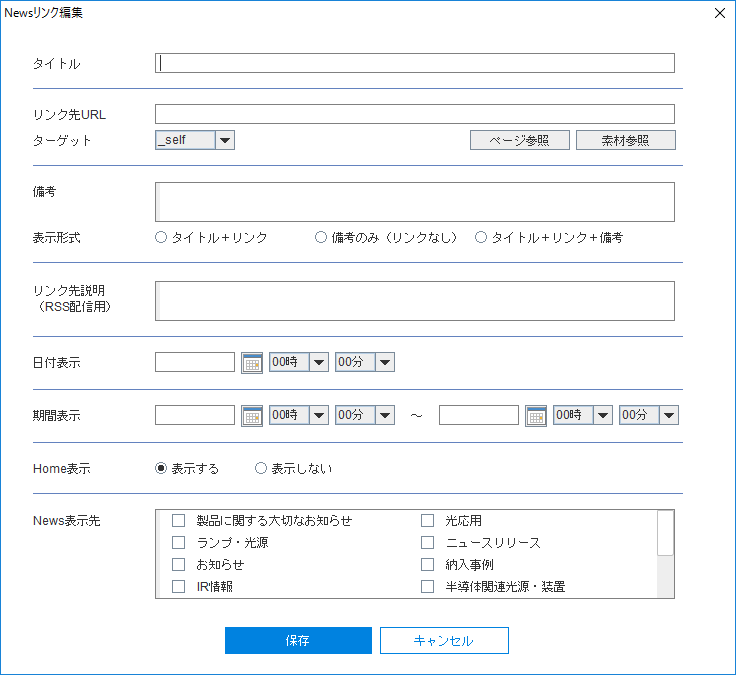 Newsリンク編集
タイトル
リンク先URL
ターゲット _self ページ参照 素材参照
備考
表示形式 タイトル＋リンク 備考のみ（リンクなし） タイトル＋リンク＋備考
リンク先説明
（RSS配信用）
日付表示 00時 00分
期間表示 00時 00分 ～ 00時 00分
Home表示 表示する 表示しない
News表示先 製品に関する大切なお知らせ 光応用
ランプ・光源 ニュースリリース
お知らせ 納入事例
IR情報 半導体関連光源・装置
保存 キャンセル